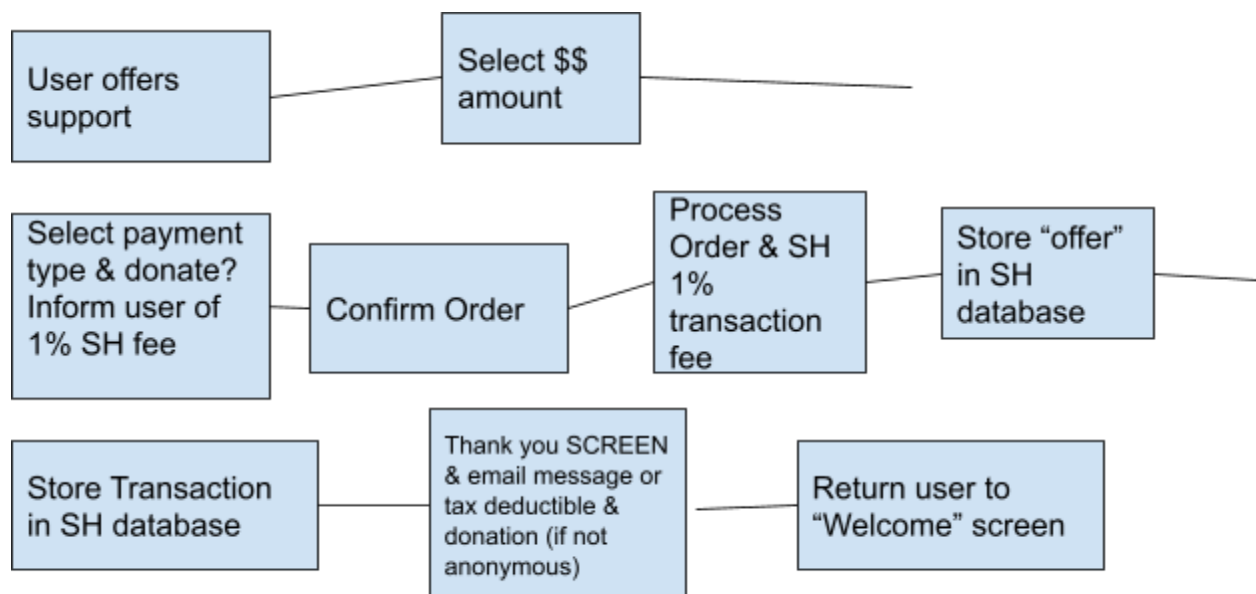 User offers
support
Select $$
amount
Select payment
type & donate?
Inform user of
1% SH fee
Confirm Order
Process
Order & SH
1%
transaction
fee
Store “offer”
in SH
database
Store Transaction
in SH database
Thank you SCREEN
& email message or
tax deductible &
donation (if not
anonymous)
Return user to
“Welcome” screen